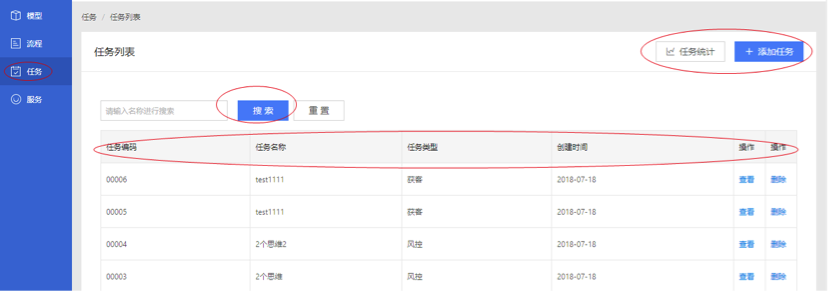 模型
流程
任务
服务
任务 / 任务列表
任务列表
任务统计
+ 添加任务
请输入名称进行搜索
搜 索
重 置
任务编码 任务名称 任务类型 创建时间 操作 操作
00006 test1111 获客 2018-07-18 查看 删除
00005 test1111 获客 2018-07-18 查看 删除
00004 2个思维2 风控 2018-07-18 查看 删除
00003 2个思维 风控 2018-07-18 查看 删除